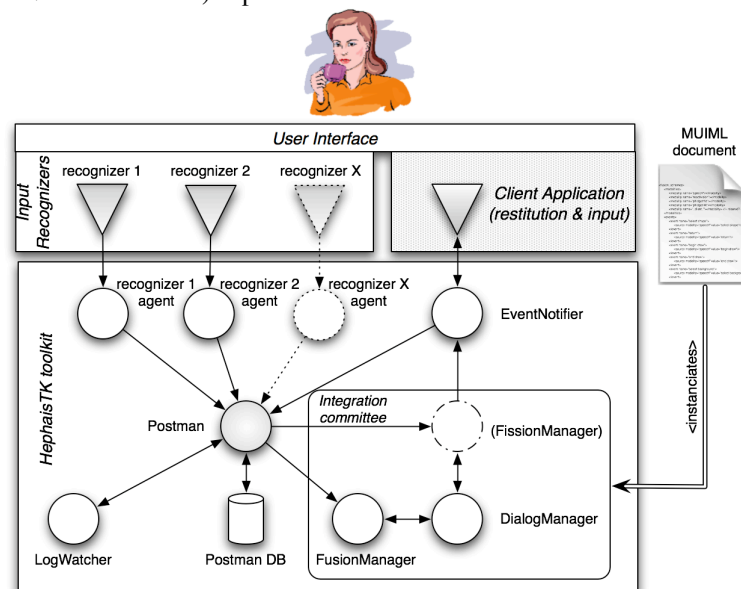 User Interface
MUIML
document
Input
Recognizers
recognizer 1
recognizer 2
recognizer X
Client Application
(restitution & input)
HephaisTK toolkit
recognizer 1
agent
recognizer 2
agent
recognizer X
agent
EventNotifier
<instanciates>
Integration
committee
Postman
(FissionManager)
DialogManager
LogWatcher
Postman DB
FusionManager